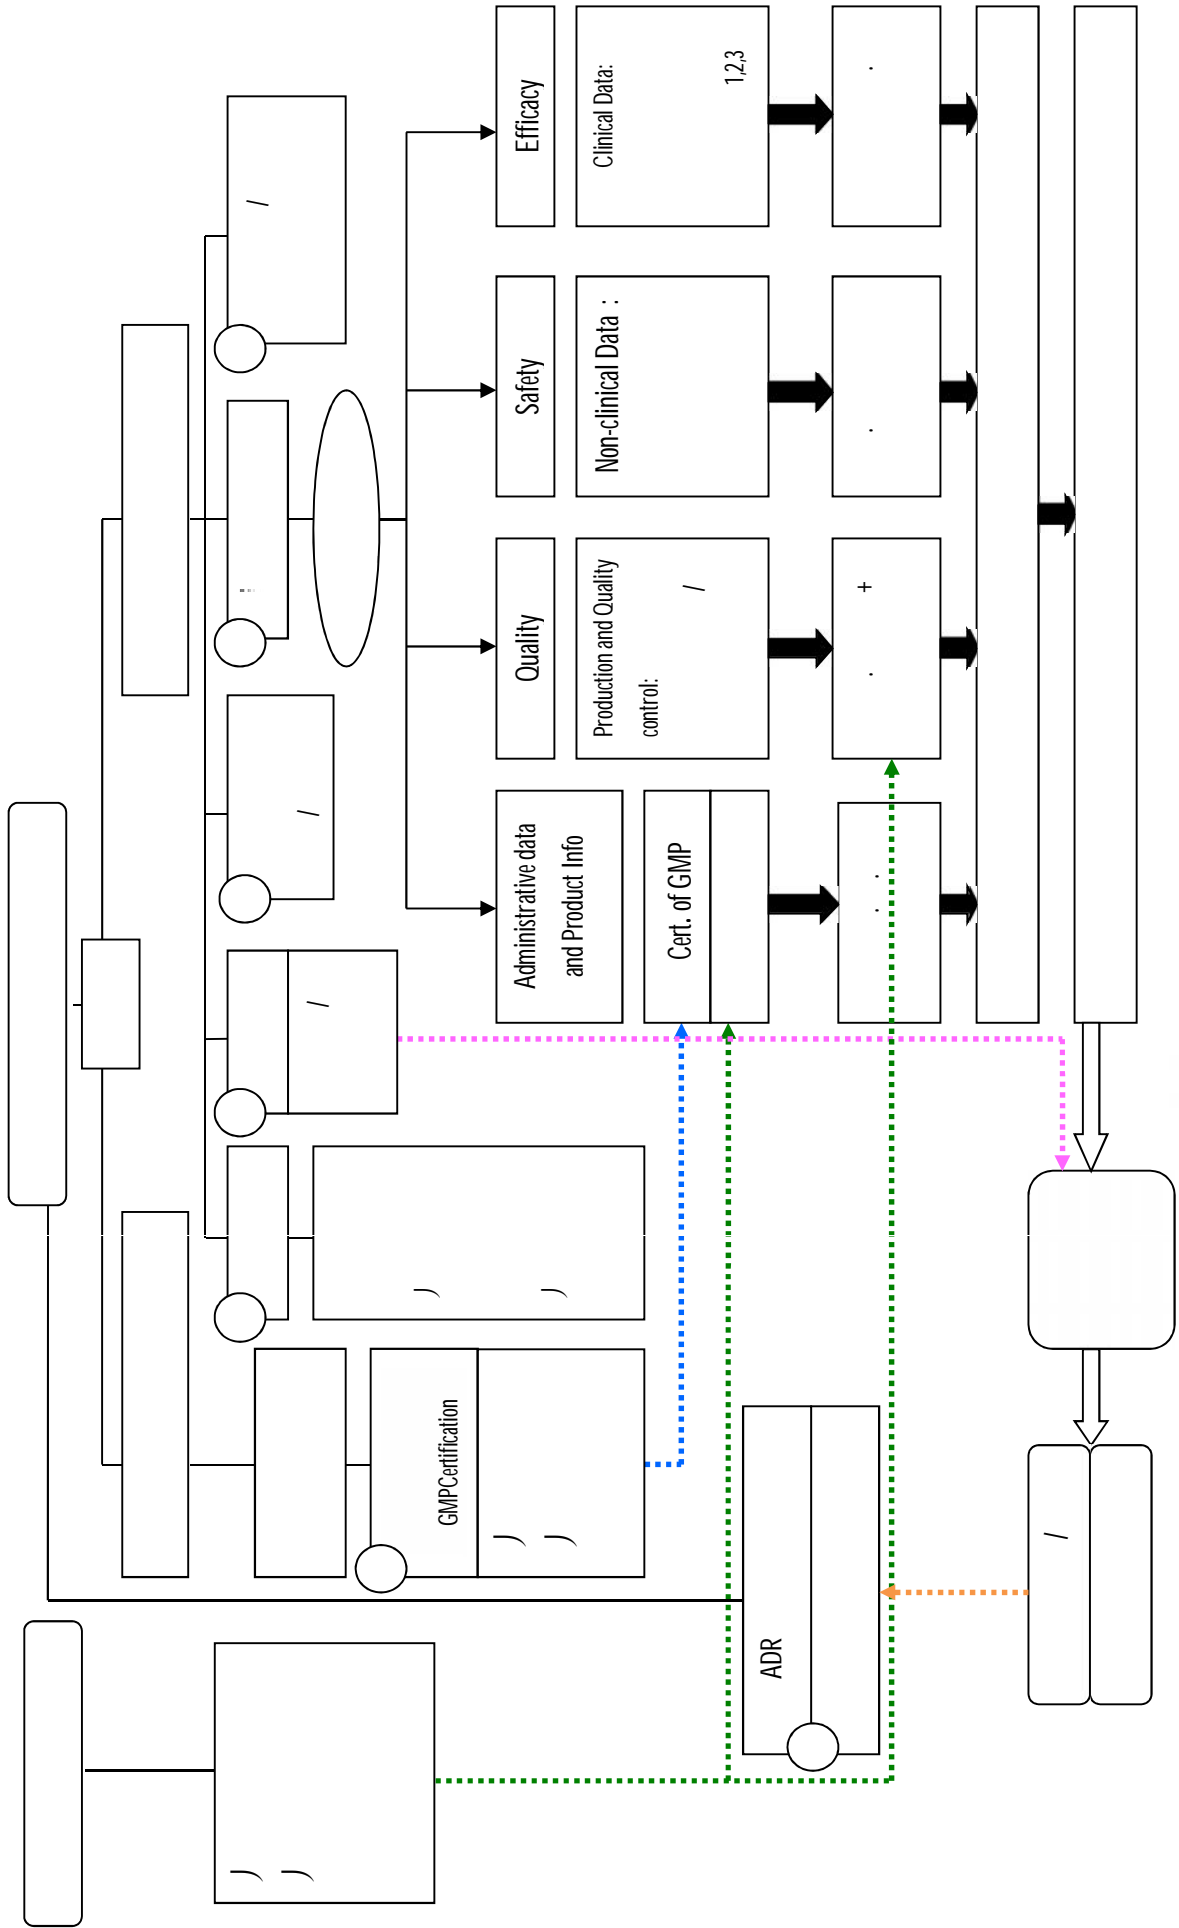 Administrative data
and Product Info
Quality
Safety
Efficacy
Cert. of GMP
Production and Quality
control:
/
Non-clinical Data :
Clinical Data:
1,2,3
/
/
/
GMPCertification
)
)
)
)
)
)
ADR
. .
+
.
.
.
/